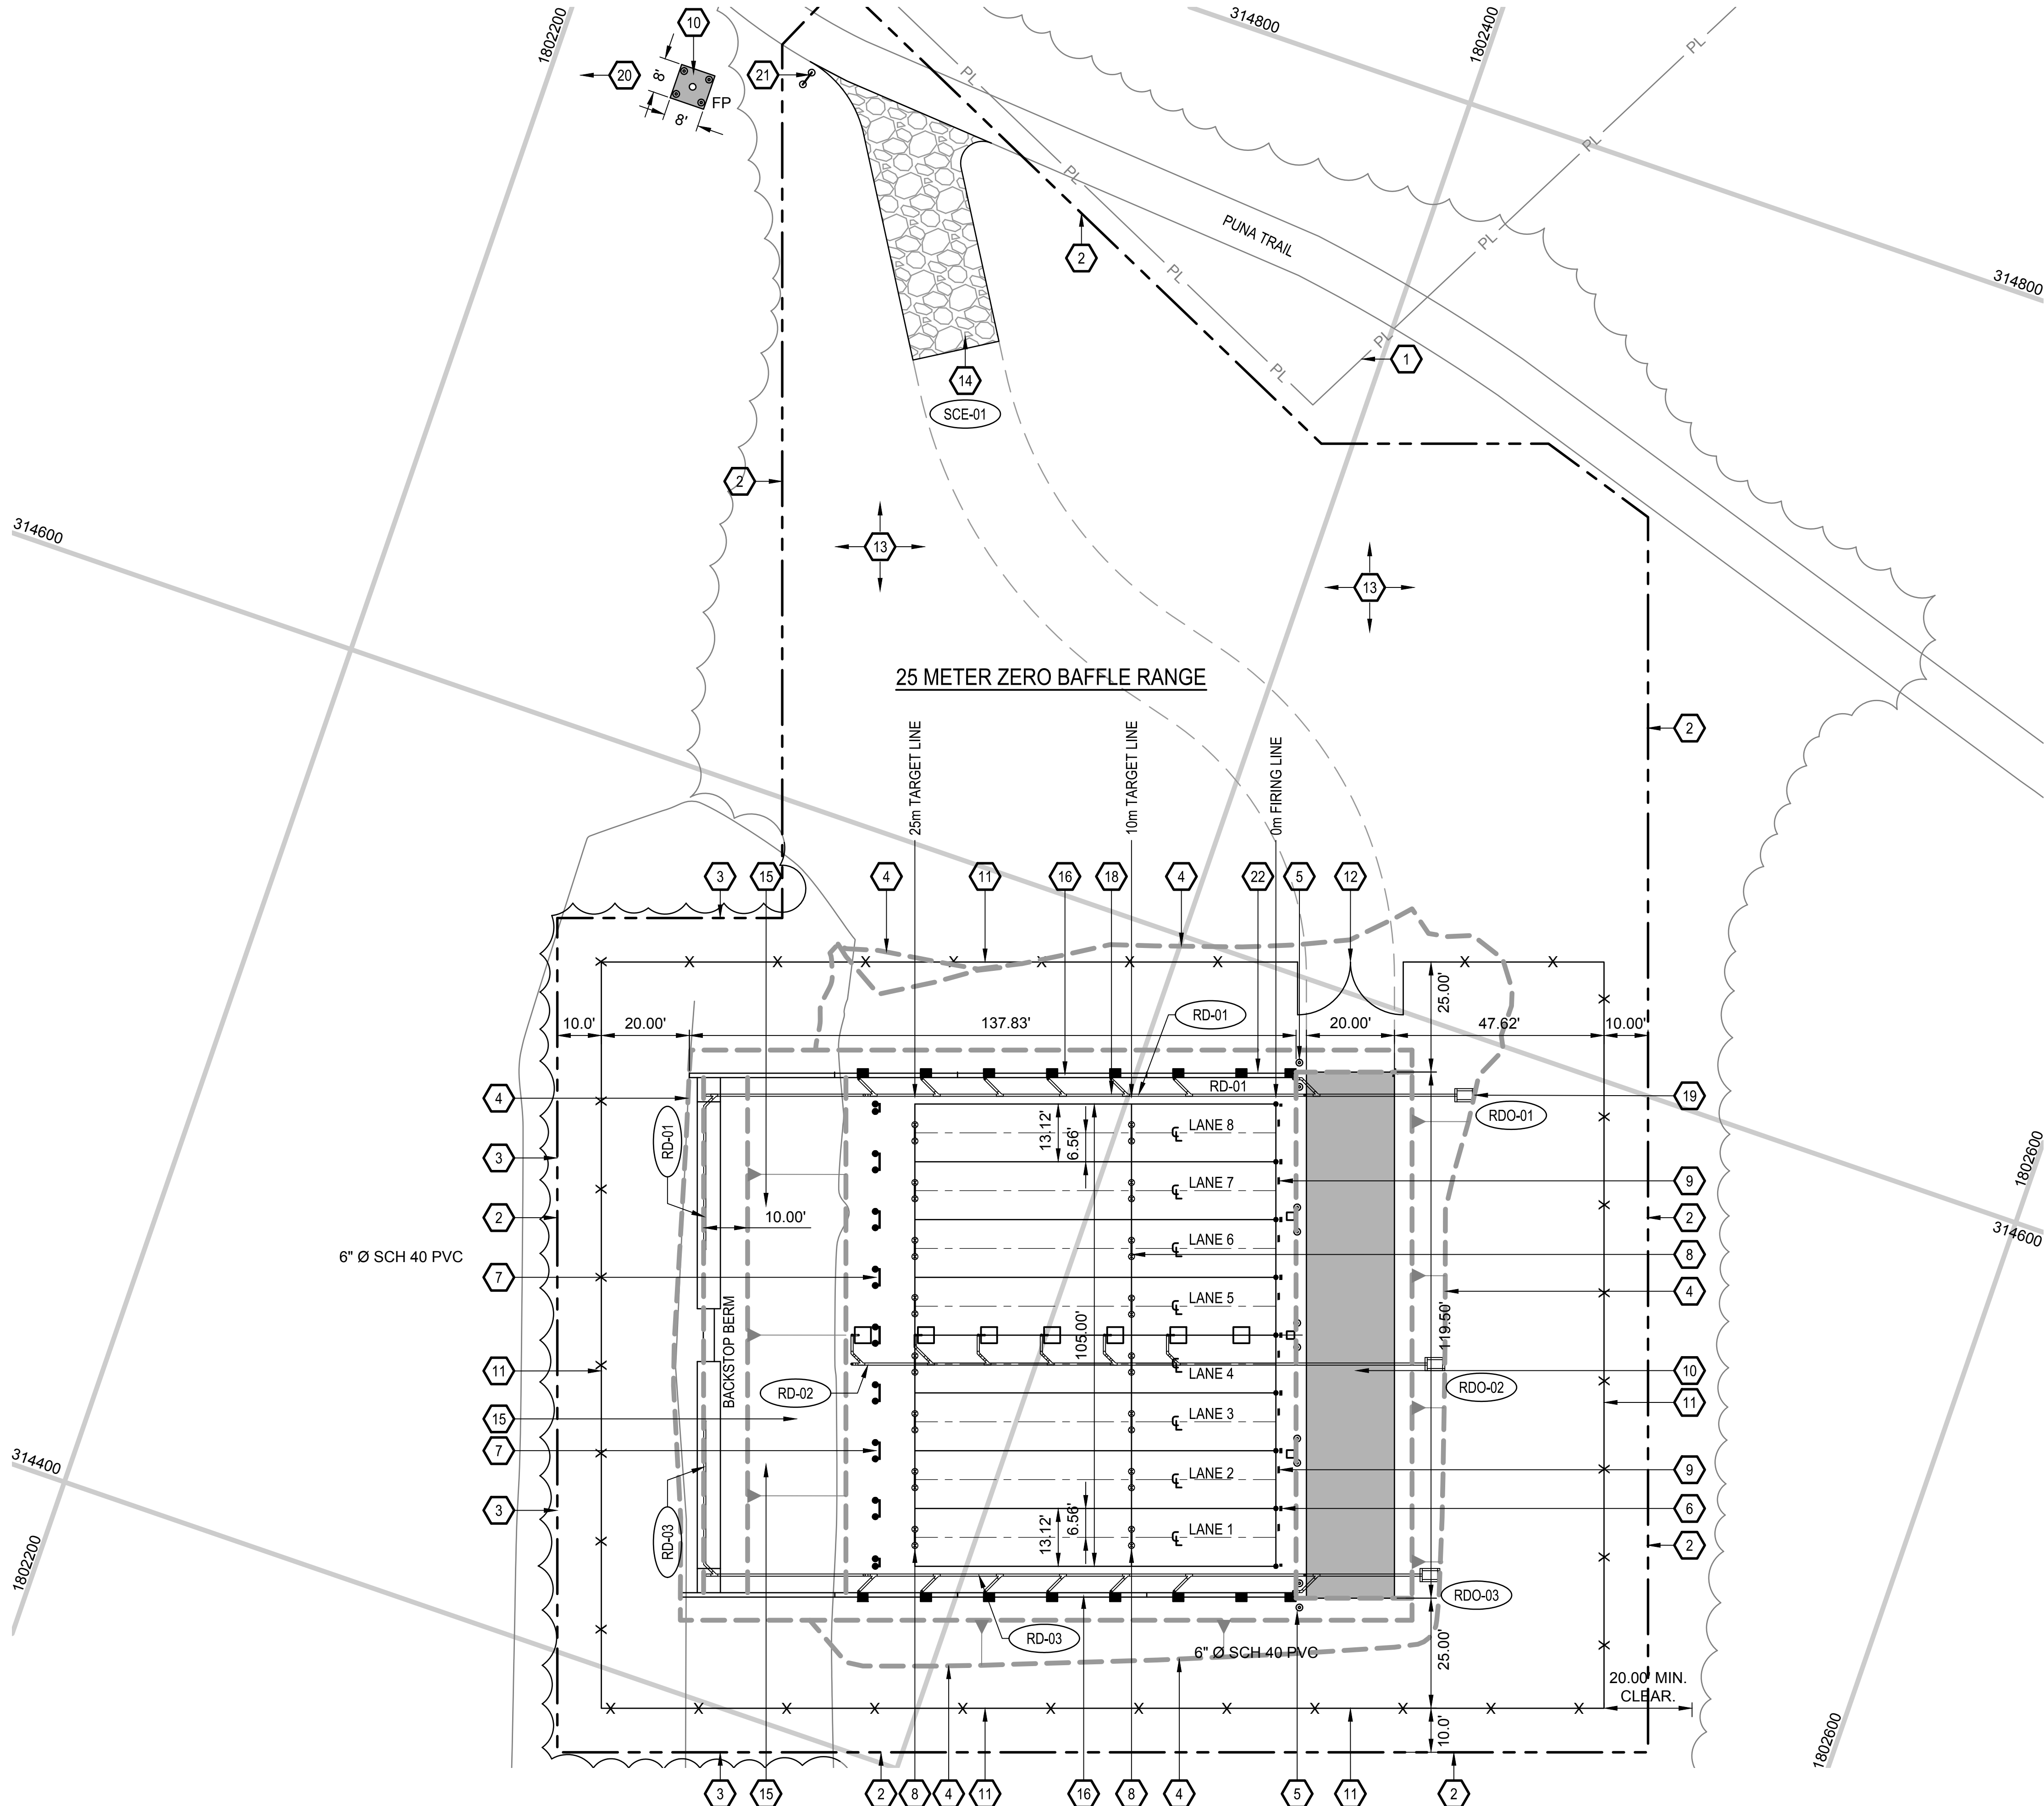 1802200
10
20
8'
8'
FP
21
314800
1802400
PL
PL
PL
PL
PL
PL
PL
PL
PUNA TRAIL
2
314800
1
14
SCE-01
2
314600
13
13
25 METER ZERO BAFFLE RANGE
2
25m TARGET LINE
10m TARGET LINE
0m FIRING LINE
3
15
4
11
16
18
4
22
5
12
25.00'
10.0'
20.00'
137.83'
RD-01
20.00'
47.62'
10.00'
RD-01
4
19
RDO-01
RD-01
13.12'
6.56'
LANE 8
3
LANE 7
9
1802600
10.00'
2
2
314600
LANE 6
8
6" Ø SCH 40 PVC
7
4
LANE 5
BACKSTOP BERM
105.00'
119.50'
11
LANE 4
10
RD-02
RDO-02
11
15
LANE 3
7
314400
LANE 2
9
3
6
RD-03
13.12'
6.56'
LANE 1
2
1802200
RDO-03
RD-03
6" Ø SCH 40 PVC
25.00'
20.00' MIN.
CLEAR.
10.0'
1802600
3
15
2
8
4
11
16
8
4
5
11
2